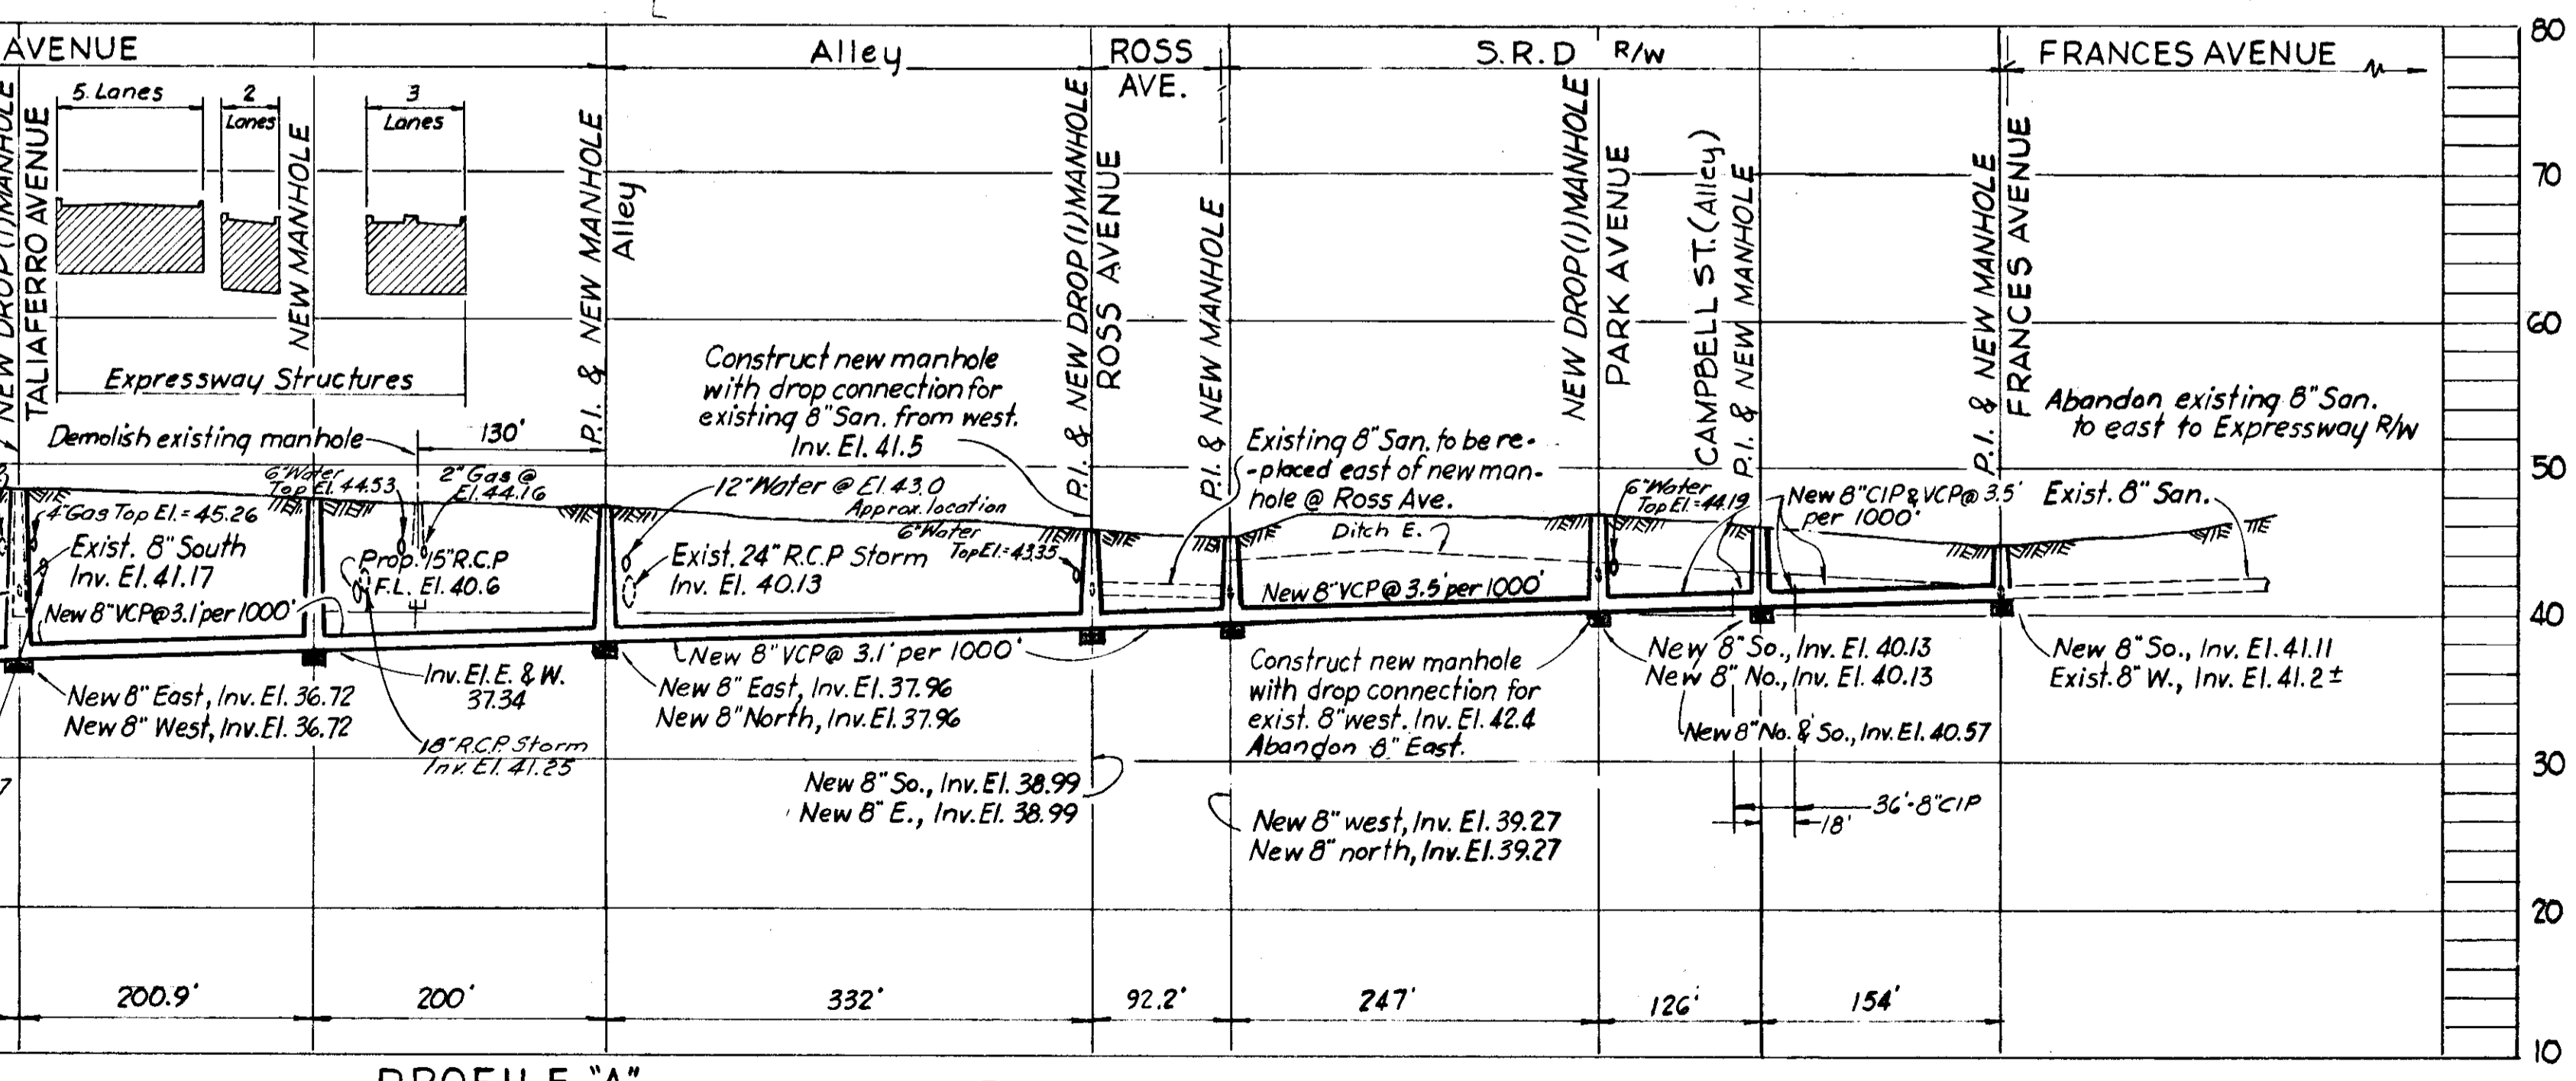 AVENUE
Alley
ROSS
AVE.
S.R.D R/W
FRANCES AVENUE
80
70
60
50
40
30
20
10
5. Lanes
2
Lanes
3
Lanes
NEW DROP(1)MANHOLE
TALIAFERRO AVENUE
NEW MANHOLE
P.I. & NEW MANHOLE
Alley
P.I. & NEW DROP(1)MANHOLE
ROSS AVENUE
P.I. & NEW MANHOLE
NEW DROP(1)MANHOLE
PARK AVENUE
CAMPBELL ST.(Alley)
P.I. & NEW MANHOLE
P.I. & NEW MANHOLE
FRANCES AVENUE
Expressway Structures
Demolish existing manhole
130'
Construct new manhole
with drop connection for
existing 8" San. from west.
Inv. El. 41.5
Existing 8" San. to be re-
-placed east of new man-
hole @ Ross Ave.
Abandon existing 8" San.
to east to Expressway R/W
6" Water
Top El. 44.53
2" Gas @
El. 44.16
12" Water @ El. 43.0
Approx. location
6" Water
Top El. = 43.35
6" Water
Top El. = 44.19
New 8" CIP & VCP @ 3.5'
per 1000'
Exist. 8" San.
4" Gas Top El. = 45.26
Exist. 8" South
Inv. El. 41.17
Prop. 15" R.C.P
F.L. El. 40.6
Exist. 24" R.C.P Storm
Inv. El. 40.13
Ditch E.
New 8" VCP @ 3.1' per 1000'
New 8" VCP @ 3.5' per 1000'
New 8" VCP @ 3.1' per 1000'
Inv. El. E. & W.
37.34
New 8" East, Inv. El. 36.72
New 8" West, Inv. El. 36.72
18" R.C.P. Storm
Inv. El. 41.25
New 8" East, Inv. El. 37.96
New 8" North, Inv. El. 37.96
Construct new manhole
with drop connection for
exist. 8" west. Inv. El. 42.4
Abandon 8" East.
New 8" So., Inv. El. 40.13
New 8" No., Inv. El. 40.13
New 8" No. & So., Inv. El. 40.57
New 8" So., Inv. El. 41.11
Exist. 8" W., Inv. El. 41.2 ±
New 8" So., Inv. El. 38.99
New 8" E., Inv. El. 38.99
New 8" west, Inv. El. 39.27
New 8" north, Inv. El. 39.27
36'-8" CIP
18'
7
200.9'
200'
332'
92.2'
247'
126'
154'
PROFILE "A"